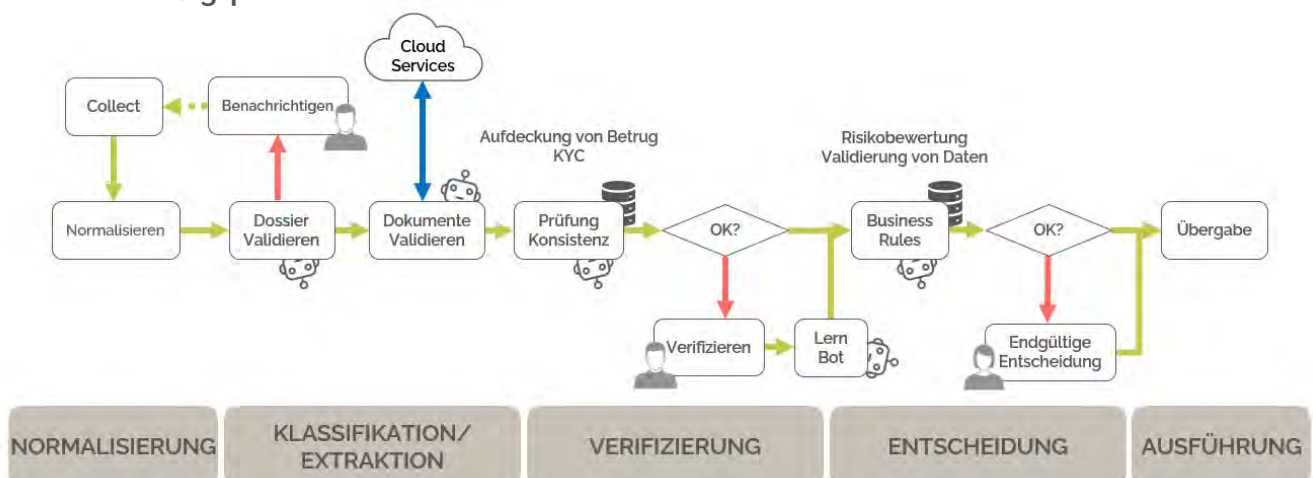 Cloud
Services
Collect
Benachrichtigen
Aufdeckung von Betrug
KYC
Risikobewertung
Validierung von Daten
Normalisieren
Dossier
Validieren
Dokumente
Validieren
Prüfung
Konsistenz
OK?
Business
Rules
OK?
Übergabe
Verifizieren
Lern
Bot
Endgültige
Entscheidung
NORMALISIERUNG
KLASSIFIKATION/
EXTRAKTION
VERIFIZIERUNG
ENTSCHEIDUNG
AUSFÜHRUNG